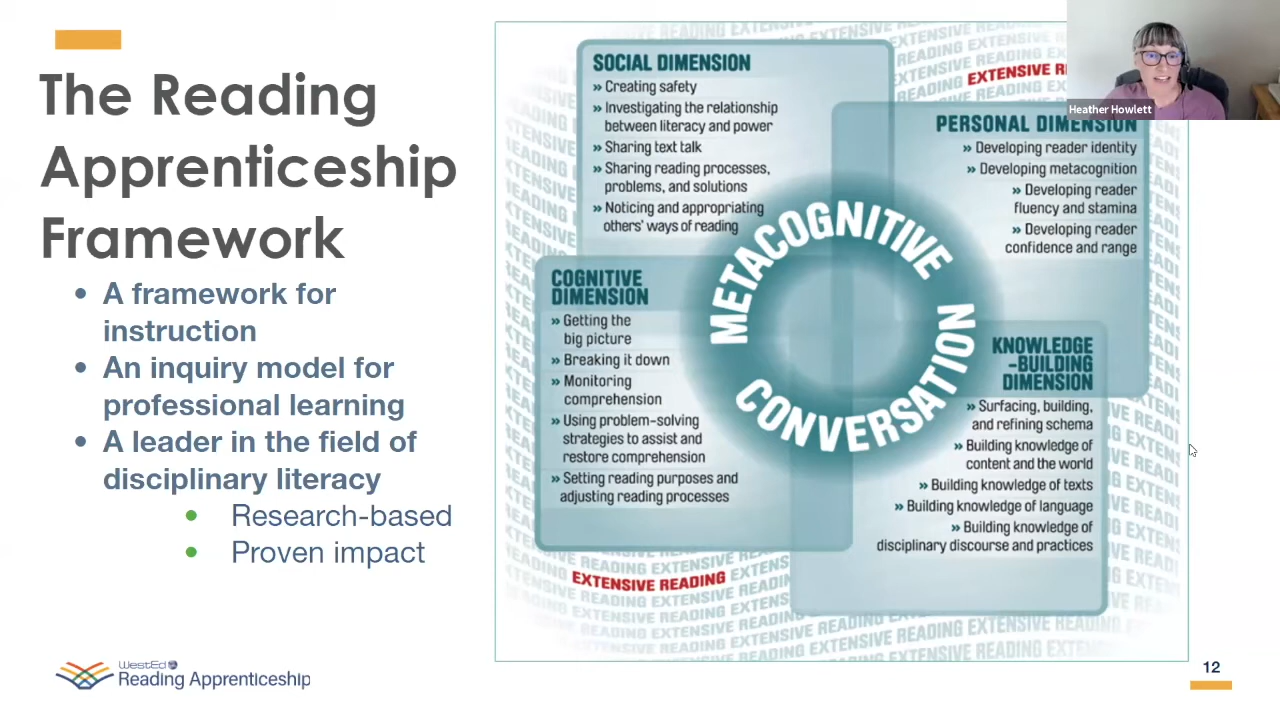 The Reading
Apprenticeship
Framework
• A framework for
instruction
• An inquiry model for
professional learning
• A leader in the field of
disciplinary literacy
• Research-based
• Proven impact
SOCIAL DIMENSION
» Creating safety
» Investigating the relationship
between literacy and power
» Sharing text talk
» Sharing reading processes,
problems, and solutions
» Noticing and appropriating
others' ways of reading
EXTENSIVE R
Heather Howlett
PERSONAL DIMENSION
» Developing reader identity
» Developing metacognition
» Developing reader
fluency and stamina
» Developing reader
confidence and range
METACOGNITIVE
CONVERSATION
COGNITIVE
DIMENSION
» Getting the
big picture
» Breaking it down
» Monitoring
comprehension
» Using problem-solving
strategies to assist and
restore comprehension
» Setting reading purposes and
adjusting reading processes
KNOWLEDGE
-BUILDING
DIMENSION
» Surfacing, building,
and refining schema
» Building knowledge of
content and the world
» Building knowledge of texts
» Building knowledge of language
» Building knowledge of
disciplinary discourse and practices
EXTENSIVE READING
WestEd
Reading Apprenticeship
12